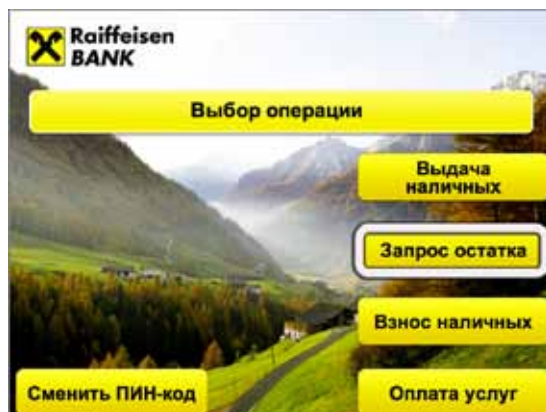 Raiffeisen
BANK
Выбор операции
Выдача
наличных
Запрос остатка
Взнос наличных
Сменить ПИН-код
Оплата услуг